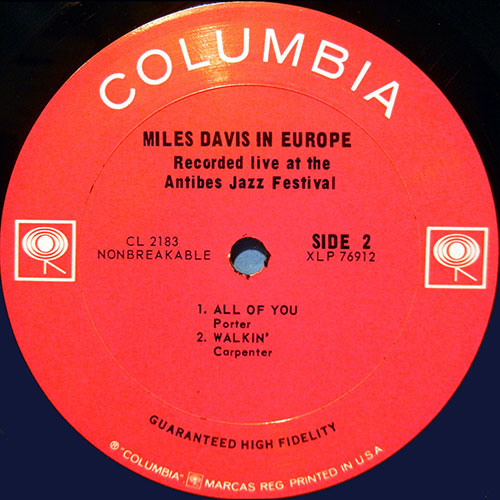 COLUMBIA
MILES DAVIS IN EUROPE
Recorded live at the
Antibes Jazz Festival
CL 2183
NONBREAKABLE
SIDE 2
XLP 76912
1. ALL OF YOU
Porter
2. WALKIN'
Carpenter
GUARANTEED HIGH FIDELITY
® "COLUMBIA" MARCAS REG. PRINTED IN U.S.A.